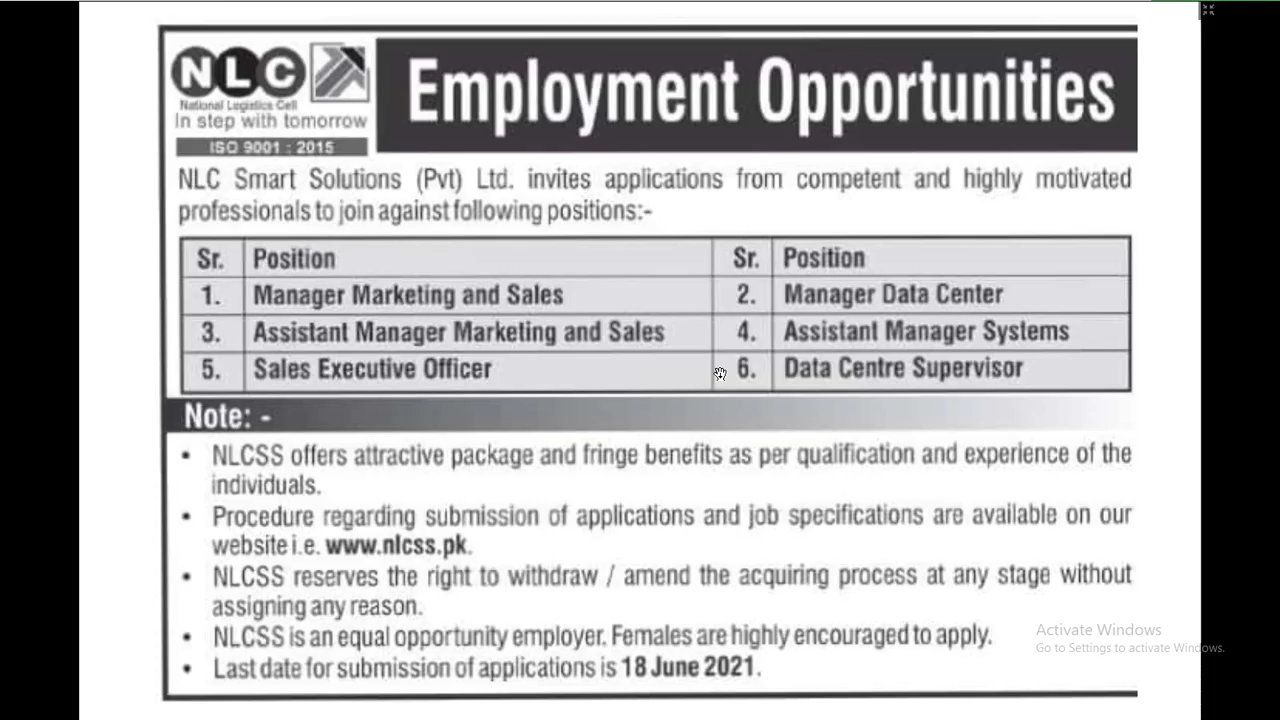 NLC
National Logistics Cell
In step with tomorrow
ISO 9001 : 2015
Employment Opportunities
NLC Smart Solutions (Pvt) Ltd. invites applications from competent and highly motivated
professionals to join against following positions:-
Sr. Position Sr. Position
1. Manager Marketing and Sales 2. Manager Data Center
3. Assistant Manager Marketing and Sales 4. Assistant Manager Systems
5. Sales Executive Officer 6. Data Centre Supervisor
Note: -
• NLCSS offers attractive package and fringe benefits as per qualification and experience of the
individuals.
• Procedure regarding submission of applications and job specifications are available on our
website i.e. www.nlcss.pk.
• NLCSS reserves the right to withdraw / amend the acquiring process at any stage without
assigning any reason.
• NLCSS is an equal opportunity employer. Females are highly encouraged to apply.
• Last date for submission of applications is 18 June 2021.
Activate Windows
Go to Settings to activate Windows.